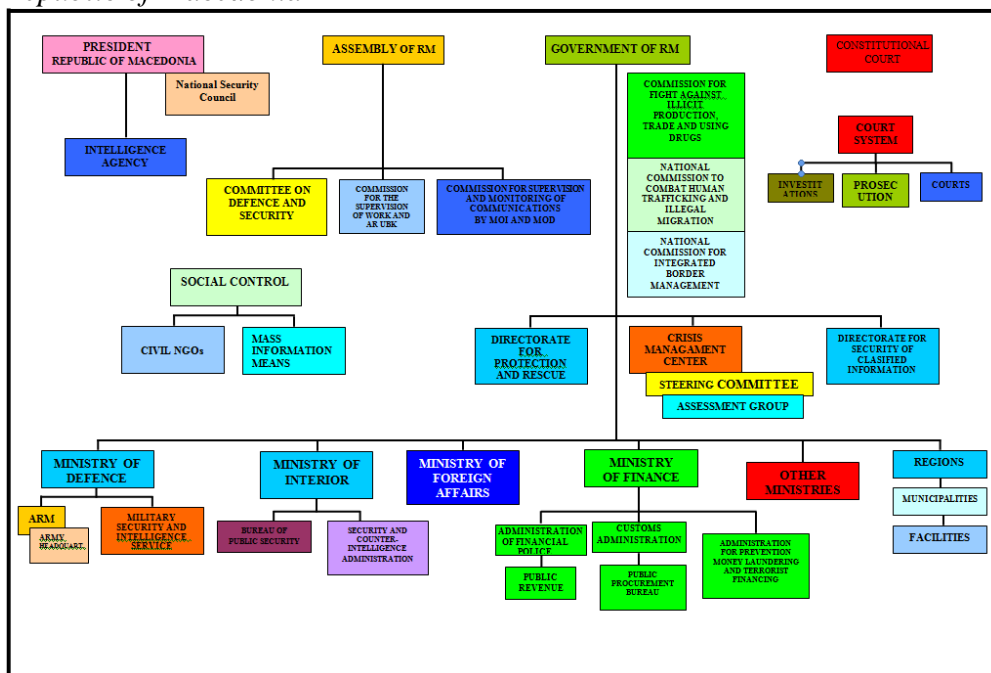 PRESIDENT
REPUBLIC OF MACEDONIA
National Security
Council
INTELLIGENCE
AGENCY
ASSEMBLY OF RM
COMMITTEE ON
DEFENCE AND
SECURITY
COMMISSION
FOR THE
SUPERVISION
OF WORK AND
AR UBK
COMMISSION FOR SUPERVISION
AND MONITORING OF
COMMUNICATIONS
BY MOI AND MOD
GOVERNMENT OF RM
COMMISSION FOR
FIGHT AGAINST
ILLICIT
PRODUCTION,
TRADE AND USING
DRUGS
NATIONAL
COMMISSION TO
COMBAT HUMAN
TRAFFICKING AND
ILLEGAL
MIGRATION
NATIONAL
COMMISSION FOR
INTEGRATED
BORDER
MANAGEMENT
CONSTITUTIONAL
COURT
COURT
SYSTEM
INVESTIT
ATIONS
PROSEC
UTION
COURTS
SOCIAL CONTROL
CIVIL NGOs
MASS
INFORMATION
MEANS
DIRECTORATE
FOR
PROTECTION
AND RESCUE
CRISIS
MANAGAMENT
CENTER
STEERING COMMITTEE
ASSESSMENT GROUP
DIRECTORATE FOR
SECURITY OF
CLASIFIED
INFORMATION
MINISTRY OF
DEFENCE
ARM
ARMY
HEADQUART.
MILITARY
SECURITY AND
INTELLIGENCE
SERVICE
MINISTRY OF
INTERIOR
BUREAU OF
PUBLIC SECURITY
SECURITY AND
COUNTER-
INTELLIGENCE
ADMINISTRATION
MINISTRY OF
FOREIGN
AFFAIRS
MINISTRY
OF FINANCE
ADMINISTRATION
OF FINANCIAL
POLICE
PUBLIC
REVENUE
CUSTOMS
ADMINISTRATION
PUBLIC
PROCUREMENT
BUREAU
ADMINISTRATION
FOR PREVENTION
MONEY LAUNDERING
AND TERRORIST
FINANCING
OTHER
MINISTRIES
REGIONS
MUNICIPALITIES
FACILITIES